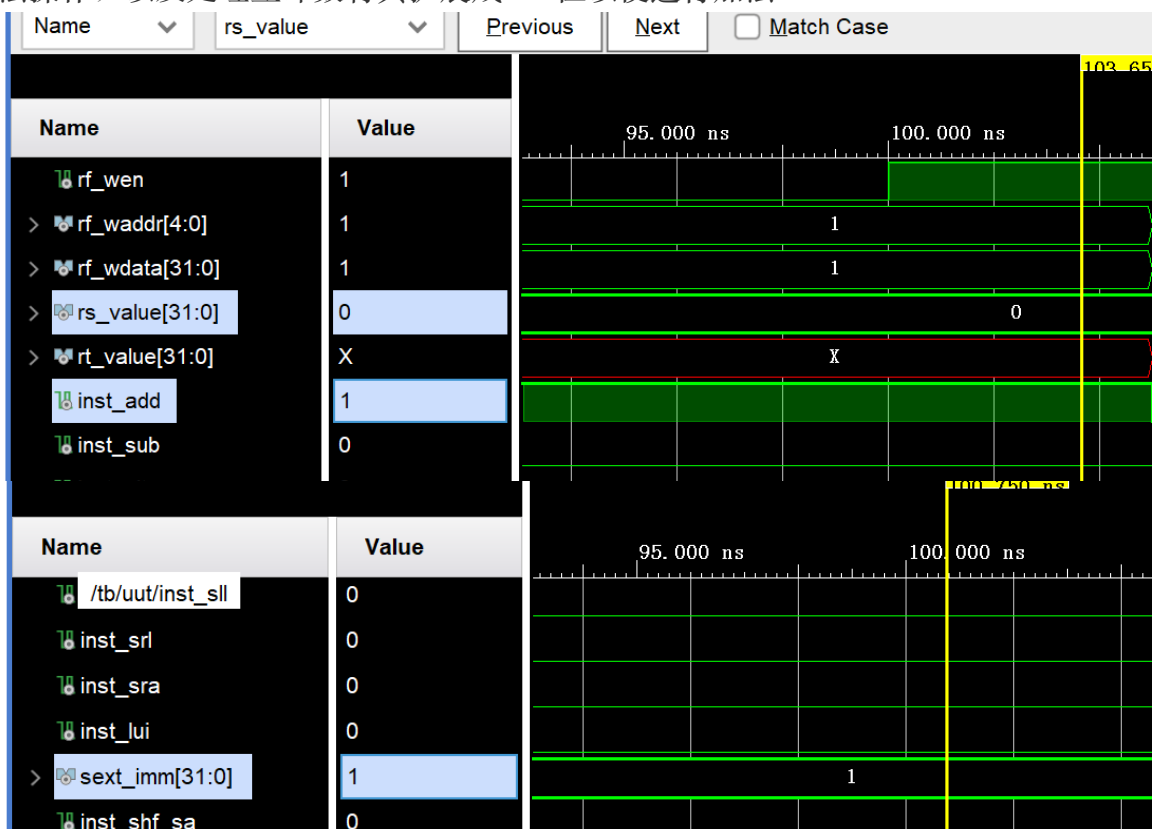 Name rs_value Previous Next Match Case
103.65
Name Value 95.000 ns 100.000 ns
rf_wen 1
rf_waddr[4:0] 1 1
rf_wdata[31:0] 1 1
rs_value[31:0] 0 0
rt_value[31:0] X X
inst_add 1
inst_sub 0
100.750 ns
Name Value 95.000 ns 100.000 ns
/tb/uut/inst_sll 0
inst_srl 0
inst_sra 0
inst_lui 0
sext_imm[31:0] 1 1
inst_shf_sa 0